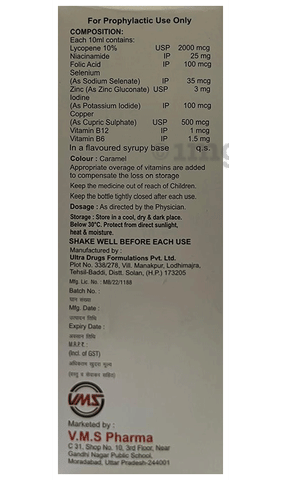 For Prophylactic Use Only
COMPOSITION:
Each 10ml contains:
Lycopene 10% USP 2000 mcg
Niacinamide IP 25 mg
Folic Acid IP 100 mcg
Selenium
(As Sodium Selenate) IP 35 mcg
Zinc (As Zinc Gluconate) USP 3 mg
Iodine
(As Potassium Iodide) IP 100 mcg
Copper
(As Cupric Sulphate) USP 500 mcg
Vitamin B12 IP 1 mcg
Vitamin B6 IP 1.5 mg
In a flavoured syrupy base q.s.
Colour : Caramel
Appropriate overage of vitamins are added
to compensate the loss on storage
Keep the medicine out of reach of Children.
Keep the bottle tightly closed after each use.
Dosage : As directed by the Physician.
Storage : Store in a cool, dry & dark place.
Below 30°C. Protect from direct sunlight,
heat & moisture.
SHAKE WELL BEFORE EACH USE
Manufactured by :
Ultra Drugs Formulations Pvt. Ltd.
Plot No. 338/278, Vill. Manakpur, Lodhimajra,
Tehsil-Baddi, Distt. Solan, (H.P.) 173205
Mfg. Lic. No : MB/22/1188
Batch No :
Mfg. Date :
Expiry Date :
M.R.P.₹ :
(Incl. of GST)
VMS
Marketed by :
V.M.S Pharma
C 31, Shop No. 10, 3rd Floor, Near
Gandhi Nagar Public School,
Moradabad, Uttar Pradesh-244001